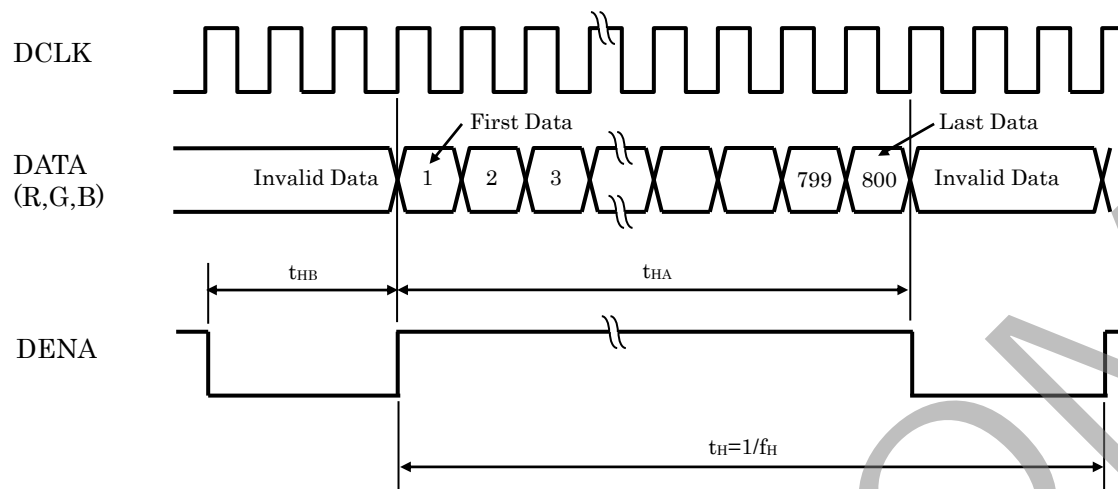 DCLK
First Data
Last Data
DATA
(R,G,B)
Invalid Data
1
2
3
799
800
Invalid Data
tHB
tHA
DENA
tH=1/fH